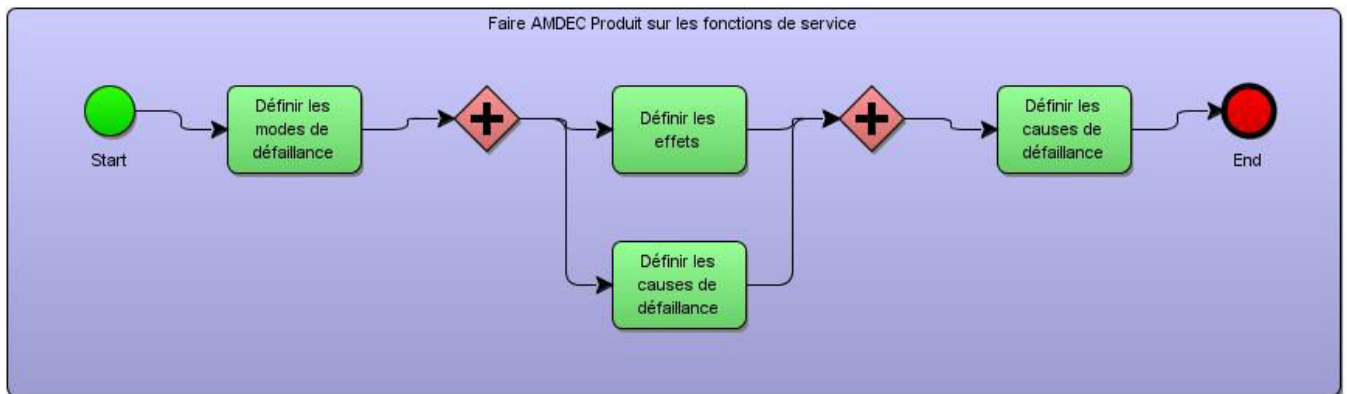 Faire AMDEC Produit sur les fonctions de service
Start
Définir les
modes de
défaillance
Définir les
effets
Définir les
causes de
défaillance
Définir les
causes de
défaillance
End